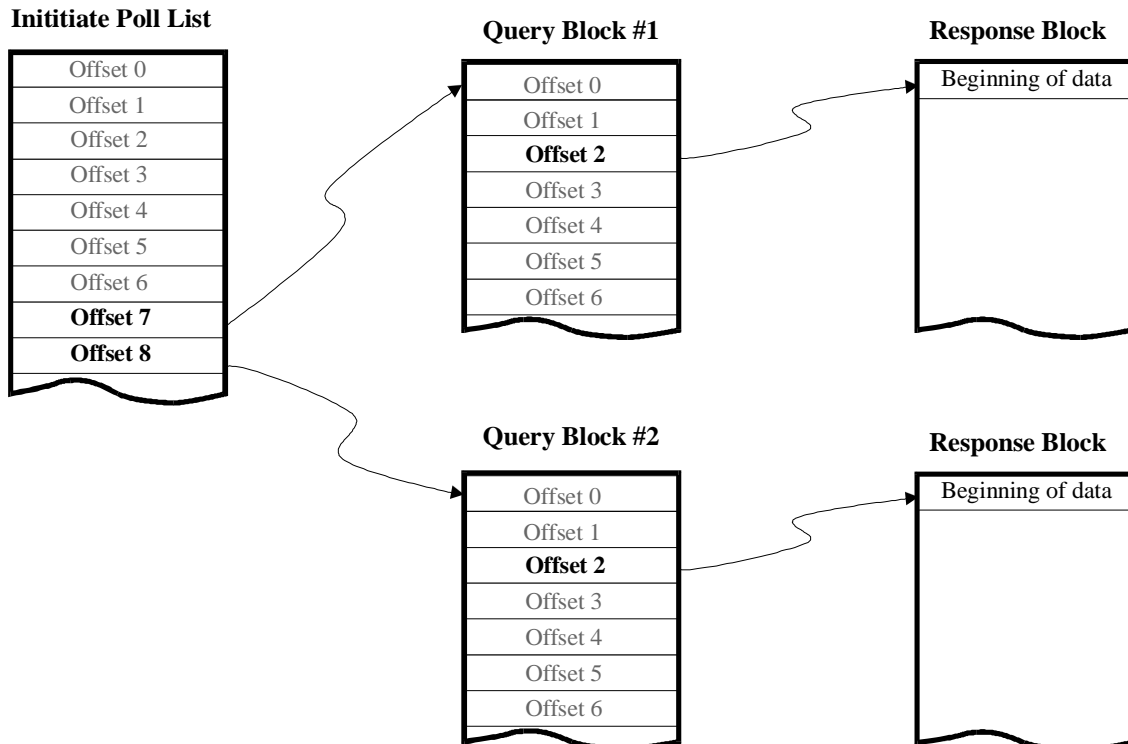 Inititiate Poll List
Offset 0
Offset 1
Offset 2
Offset 3
Offset 4
Offset 5
Offset 6
Offset 7
Offset 8
Query Block #1
Offset 0
Offset 1
Offset 2
Offset 3
Offset 4
Offset 5
Offset 6
Response Block
Beginning of data
Query Block #2
Offset 0
Offset 1
Offset 2
Offset 3
Offset 4
Offset 5
Offset 6
Response Block
Beginning of data